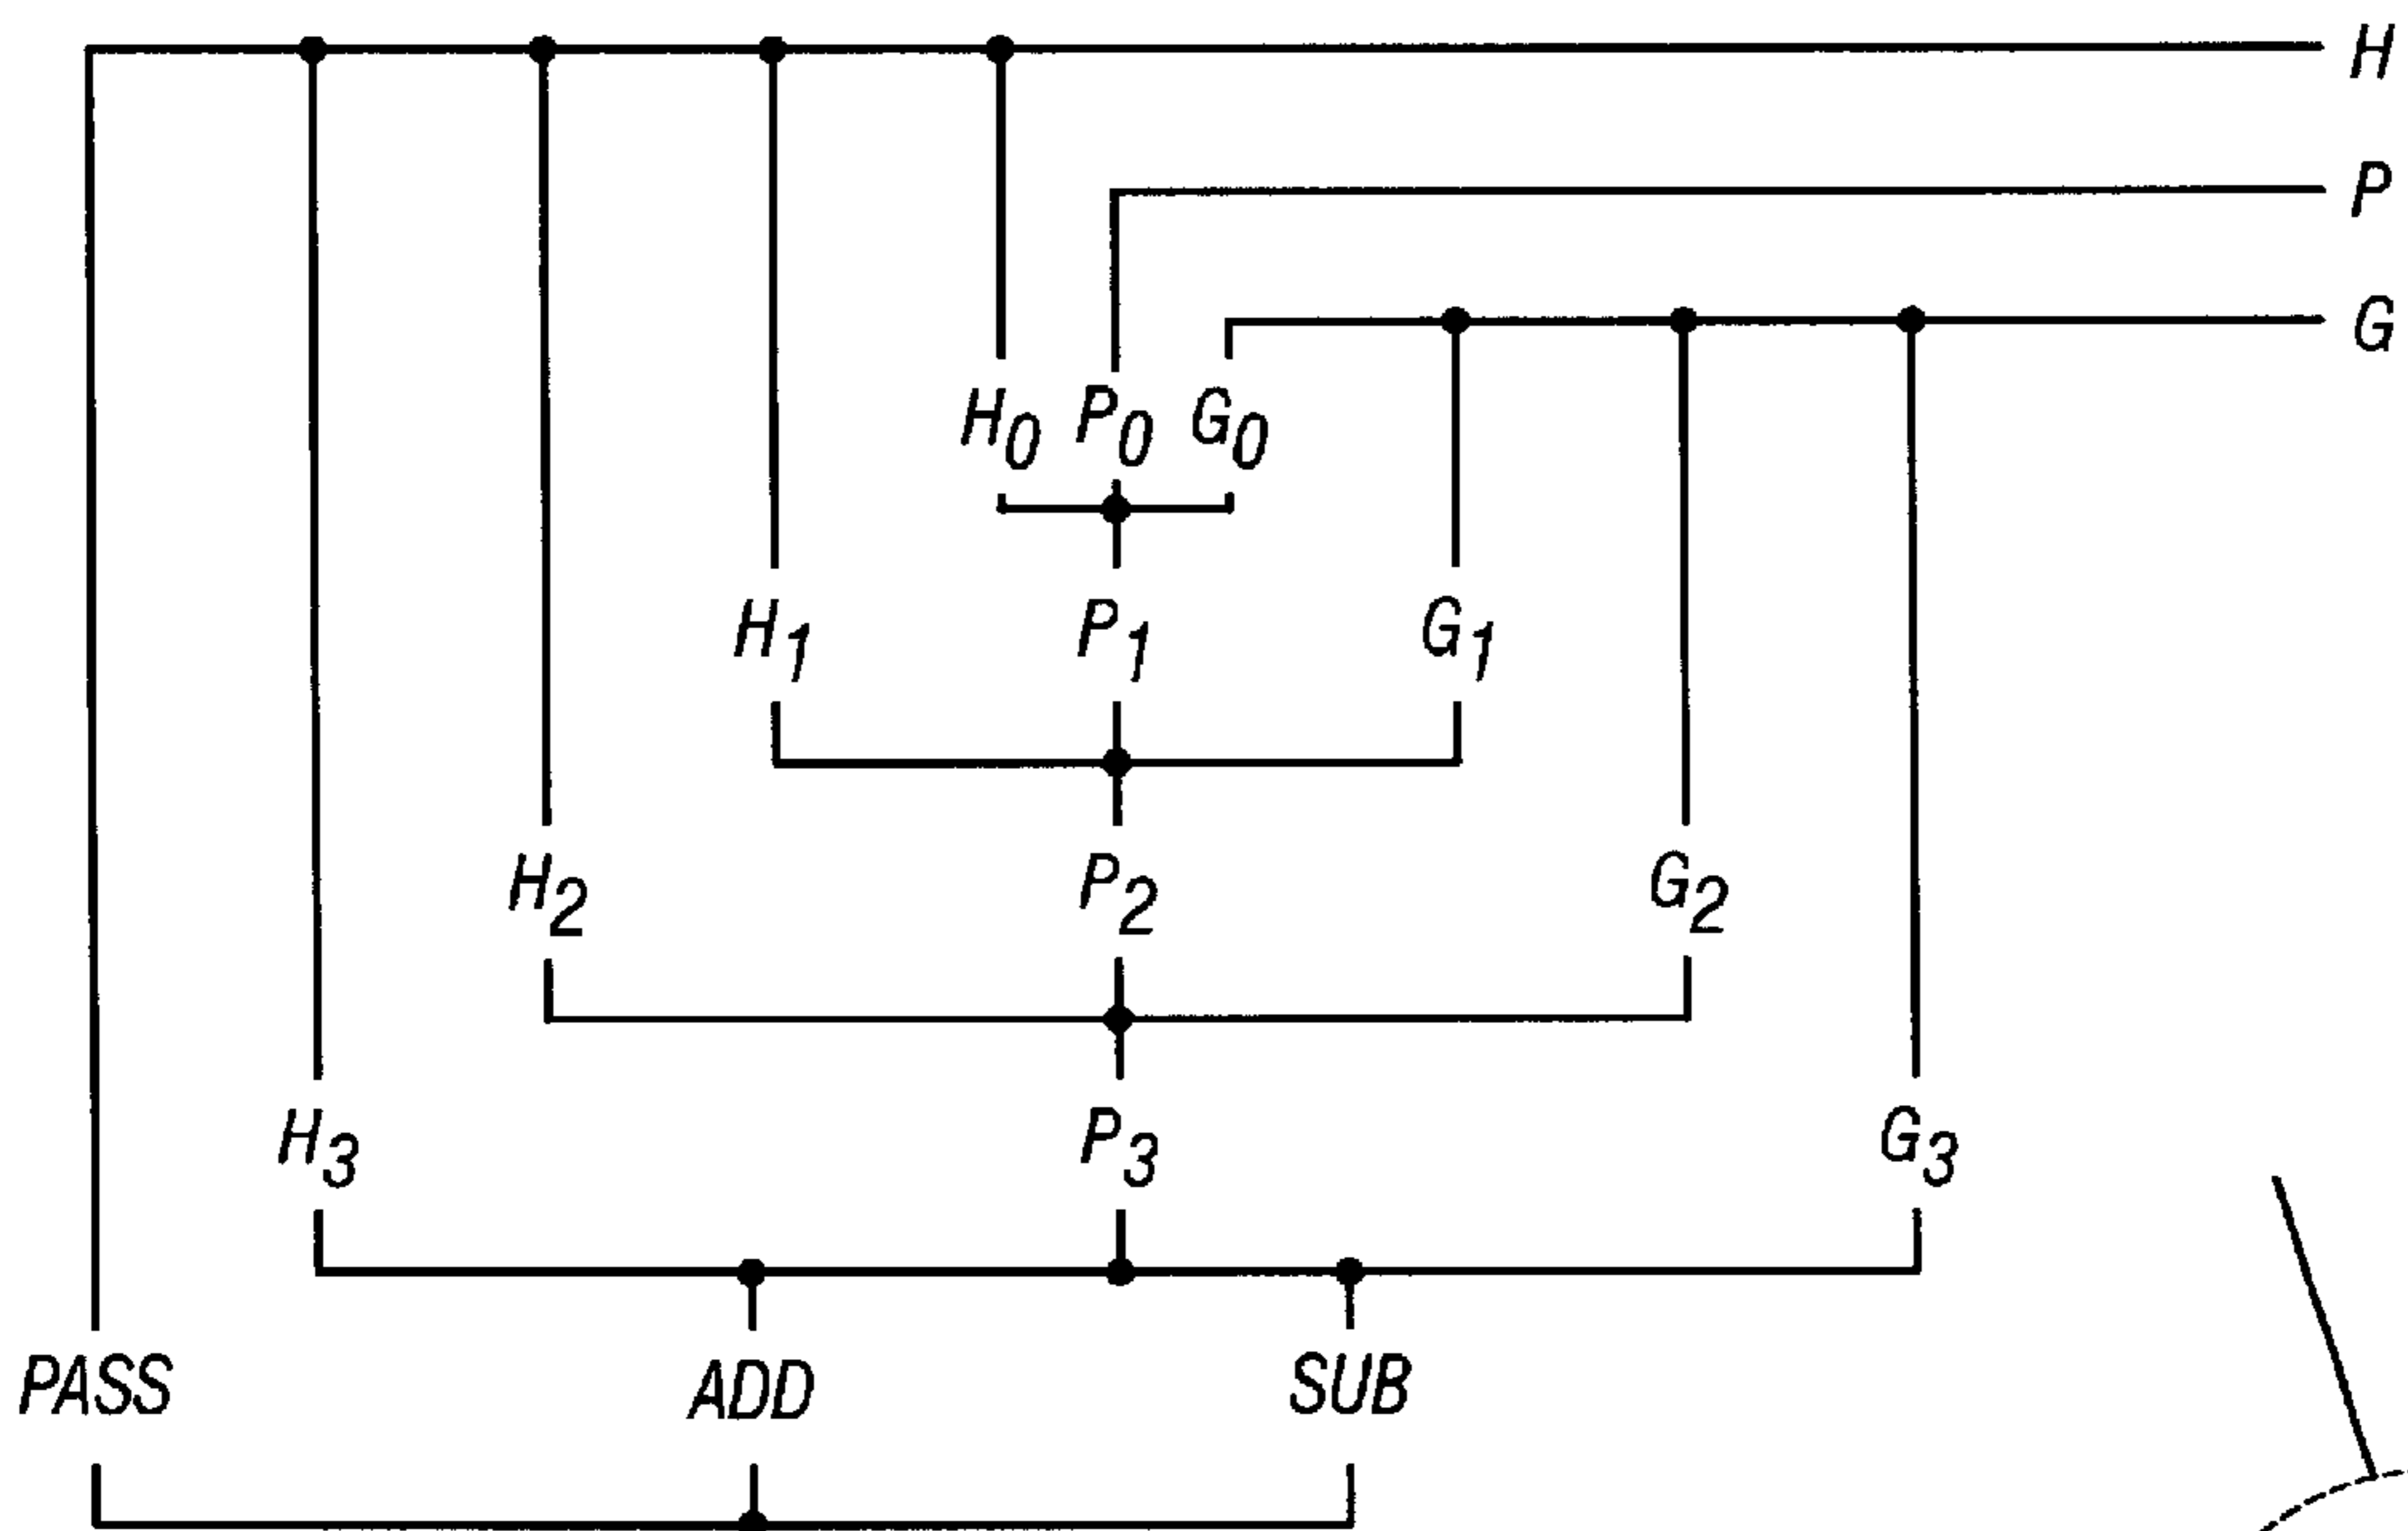 H
P
G
H0 P0 G0
H1 P1 G1
H2 P2 G2
H3 P3 G3
PASS ADD SUB